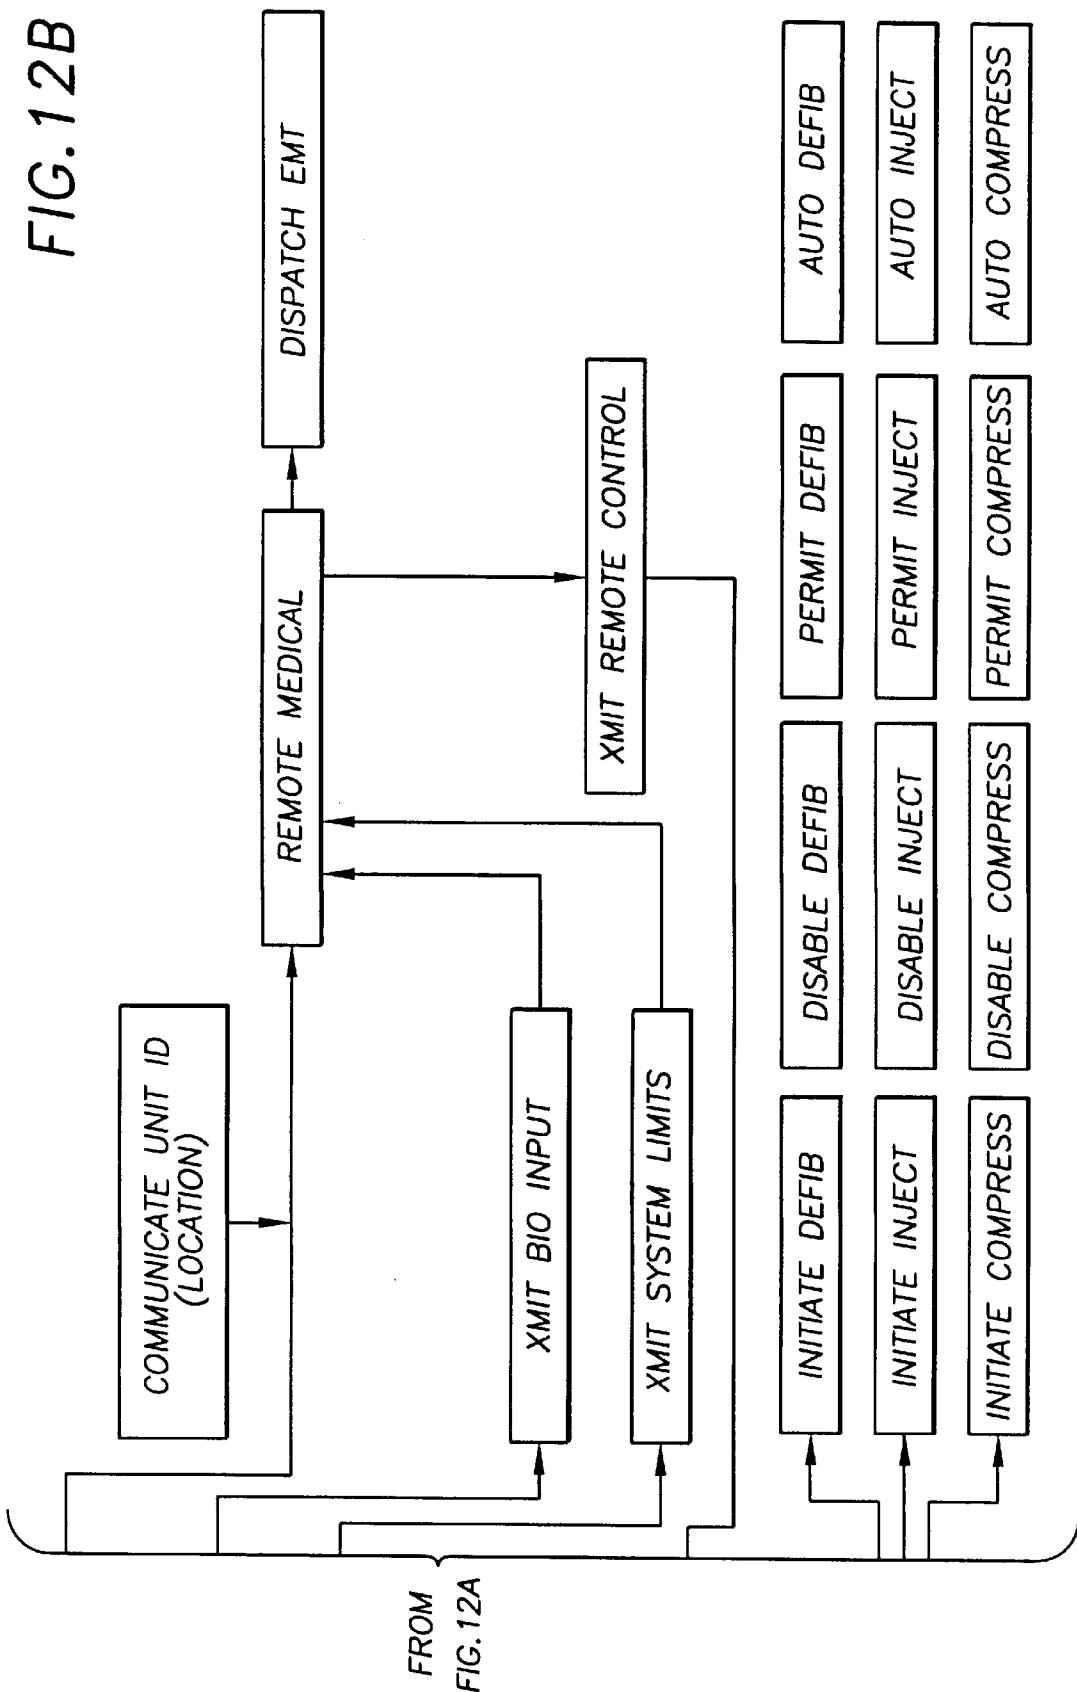 FIG.12B
COMMUNICATE UNIT ID
(LOCATION)
REMOTE MEDICAL
DISPATCH EMT
XMIT BIO INPUT
XMIT REMOTE CONTROL
XMIT SYSTEM LIMITS
FROM
FIG.12A
INITIATE DEFIB
DISABLE DEFIB
PERMIT DEFIB
AUTO DEFIB
INITIATE INJECT
DISABLE INJECT
PERMIT INJECT
AUTO INJECT
INITIATE COMPRESS
DISABLE COMPRESS
PERMIT COMPRESS
AUTO COMPRESS